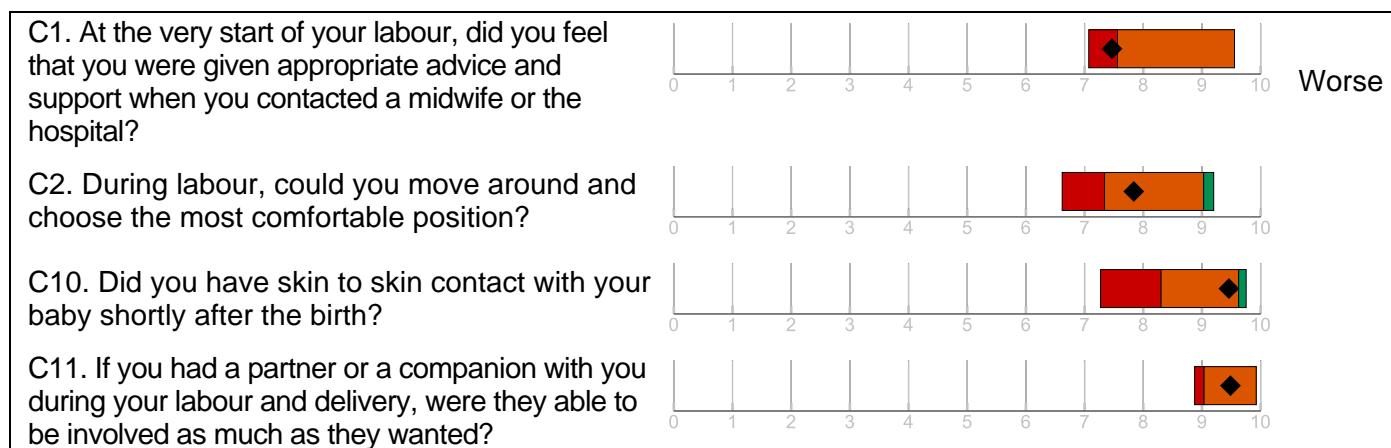 C1. At the very start of your labour, did you feel
that you were given appropriate advice and
support when you contacted a midwife or the
hospital?
0 1 2 3 4 5 6 7 8 9 10
Worse
C2. During labour, could you move around and
choose the most comfortable position?
0 1 2 3 4 5 6 7 8 9 10
C10. Did you have skin to skin contact with your
baby shortly after the birth?
0 1 2 3 4 5 6 7 8 9 10
C11. If you had a partner or a companion with you
during your labour and delivery, were they able to
be involved as much as they wanted?
0 1 2 3 4 5 6 7 8 9 10